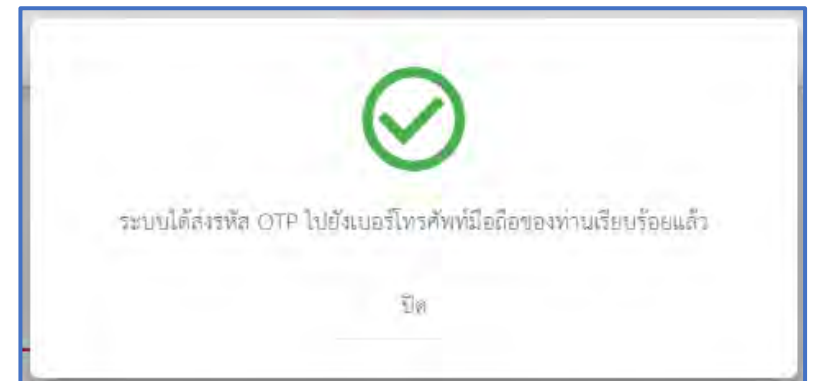 ระบบได้ส่งรหัส OTP ไปยังเบอร์โทรศัพท์มือถือของท่านเรียบร้อยแล้ว
ปิด